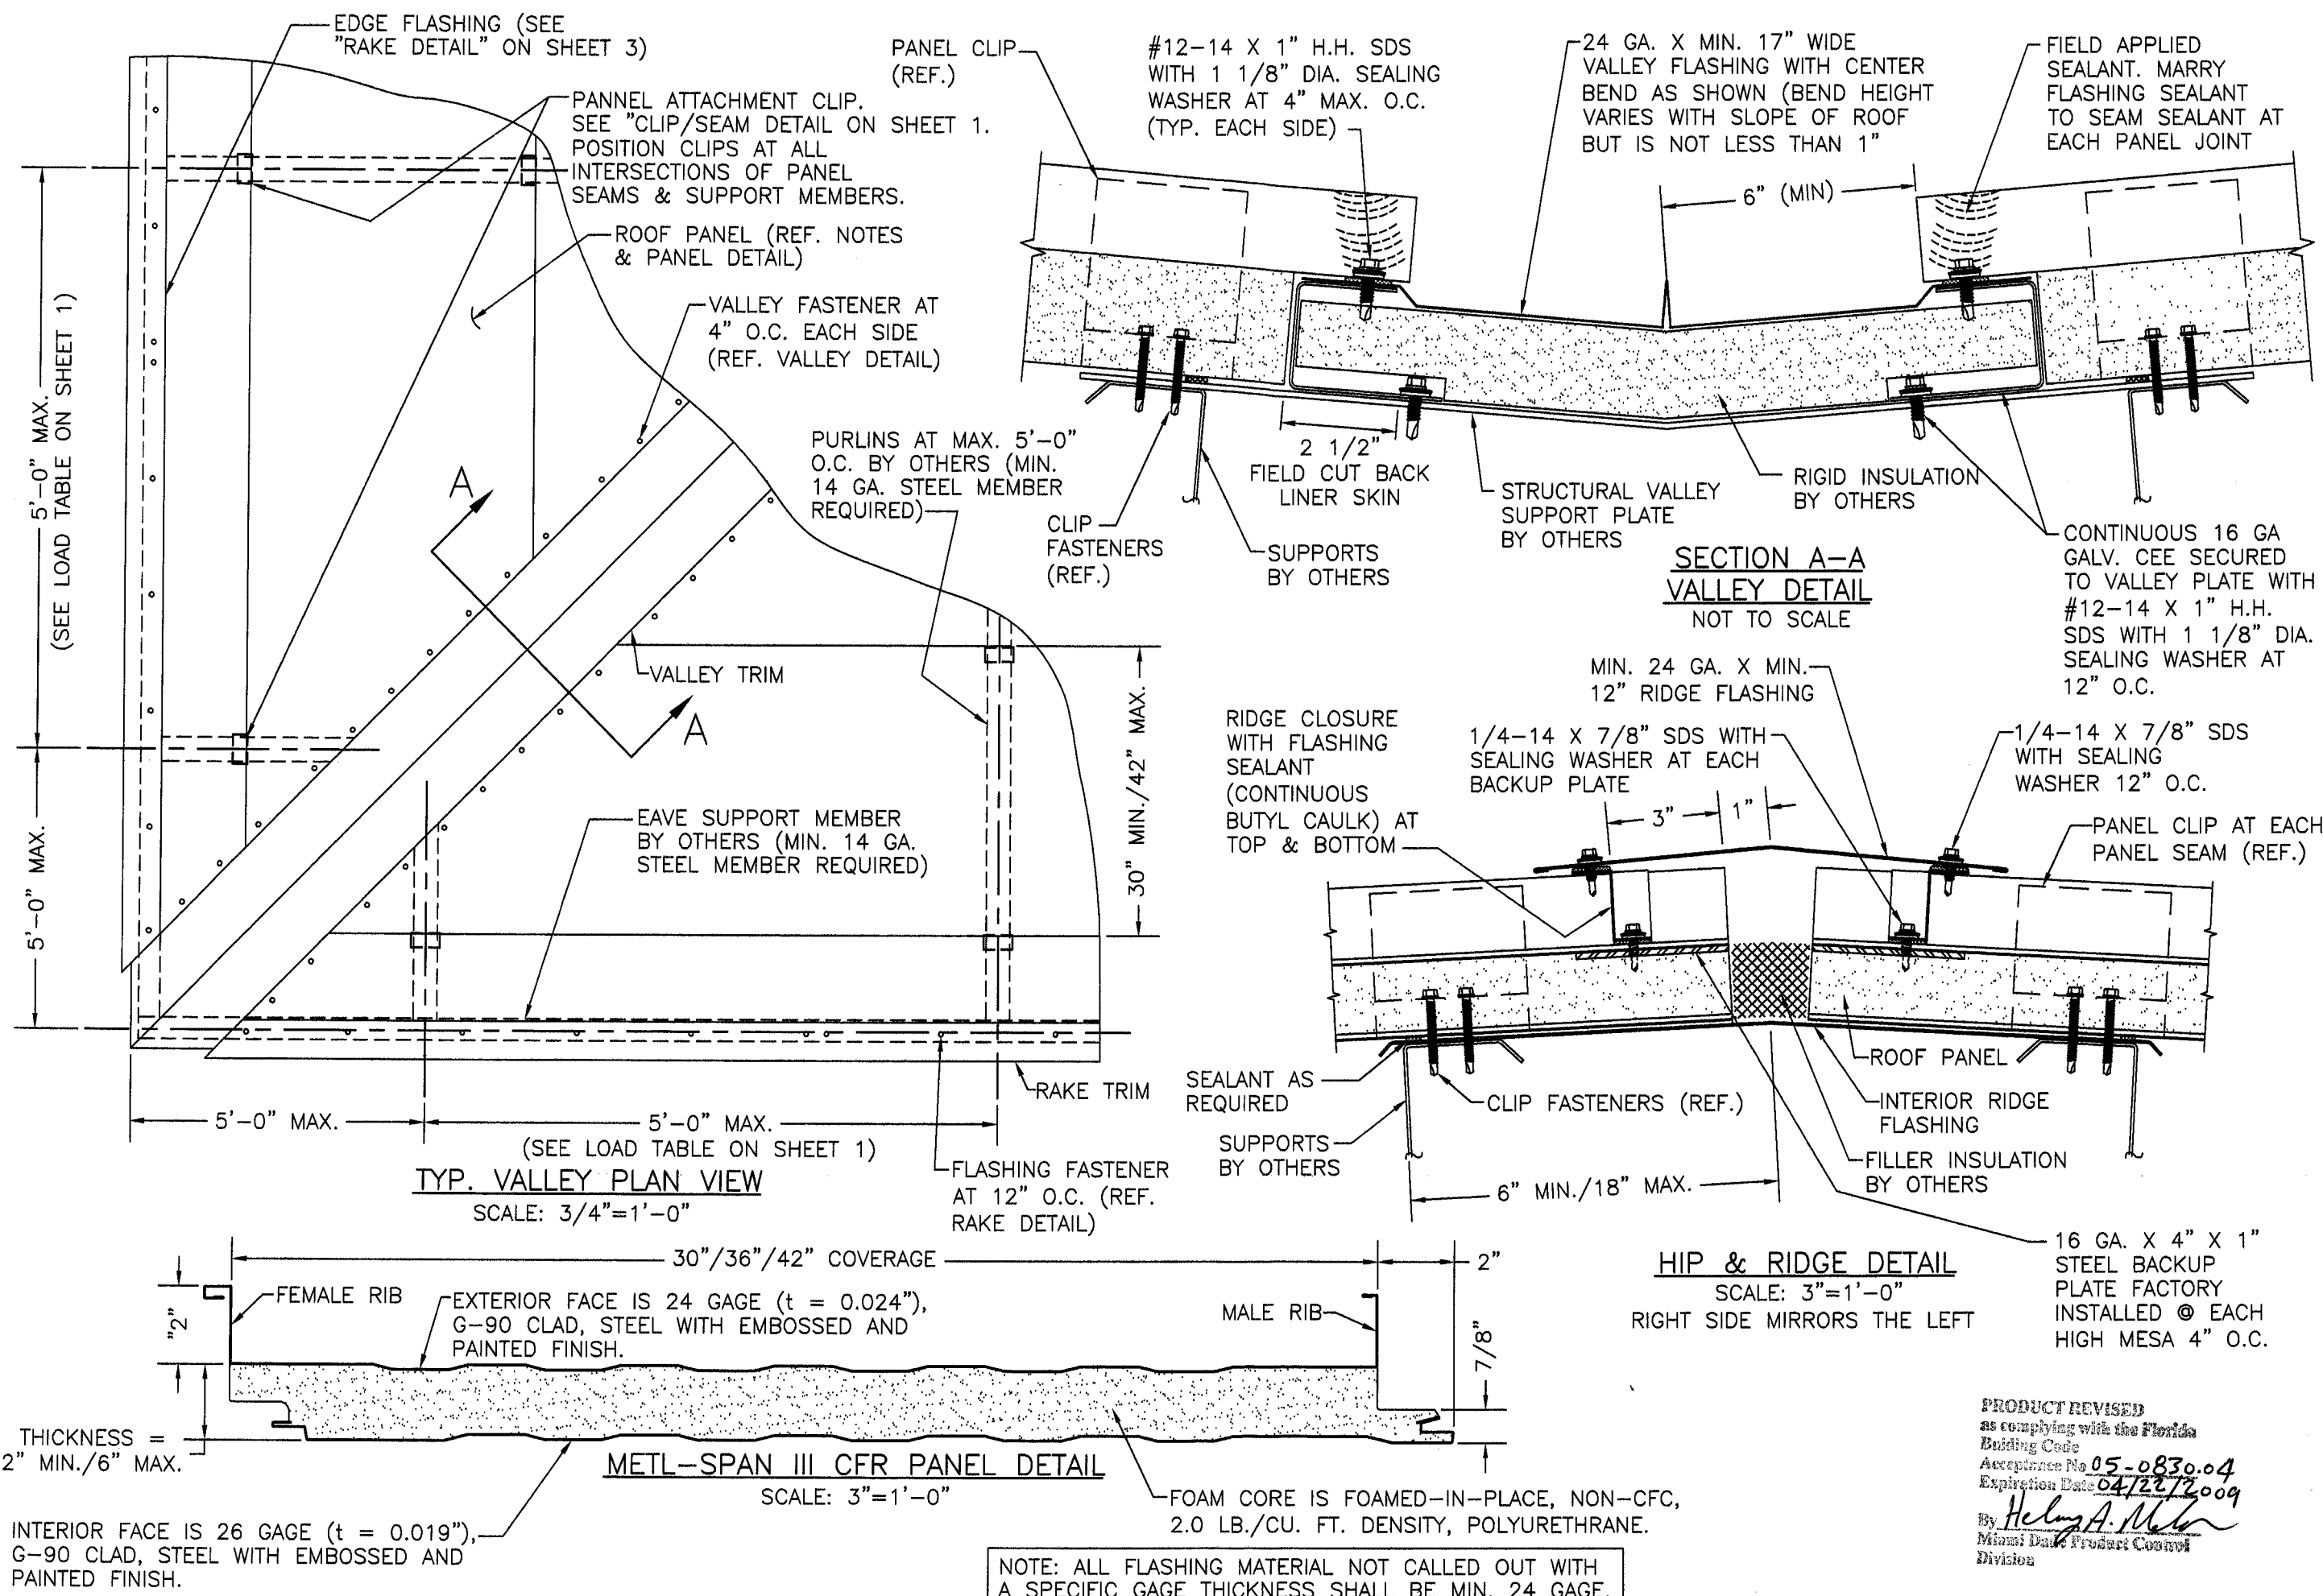 EDGE FLASHING (SEE
"RAKE DETAIL" ON SHEET 3)
PANNEL ATTACHMENT CLIP.
SEE "CLIP/SEAM DETAIL ON SHEET 1.
POSITION CLIPS AT ALL
INTERSECTIONS OF PANEL
SEAMS & SUPPORT MEMBERS.
ROOF PANEL (REF. NOTES
& PANEL DETAIL)
VALLEY FASTENER AT
4" O.C. EACH SIDE
(REF. VALLEY DETAIL)
PURLINS AT MAX. 5'-0"
O.C. BY OTHERS (MIN.
14 GA. STEEL MEMBER
REQUIRED)
5'-0" MAX.
(SEE LOAD TABLE ON SHEET 1)
A
A
VALLEY TRIM
30" MIN./42" MAX.
EAVE SUPPORT MEMBER
BY OTHERS (MIN. 14 GA.
STEEL MEMBER REQUIRED)
5'-0" MAX.
RAKE TRIM
5'-0" MAX.
5'-0" MAX.
(SEE LOAD TABLE ON SHEET 1)
FLASHING FASTENER
AT 12" O.C. (REF.
RAKE DETAIL)
TYP. VALLEY PLAN VIEW
SCALE: 3/4"=1'-0"
PANEL CLIP
(REF.)
#12-14 X 1" H.H. SDS
WITH 1 1/8" DIA. SEALING
WASHER AT 4" MAX. O.C.
(TYP. EACH SIDE)
24 GA. X MIN. 17" WIDE
VALLEY FLASHING WITH CENTER
BEND AS SHOWN (BEND HEIGHT
VARIES WITH SLOPE OF ROOF
BUT IS NOT LESS THAN 1"
FIELD APPLIED
SEALANT. MARRY
FLASHING SEALANT
TO SEAM SEALANT AT
EACH PANEL JOINT
6" (MIN)
2 1/2"
FIELD CUT BACK
LINER SKIN
CLIP
FASTENERS
(REF.)
SUPPORTS
BY OTHERS
STRUCTURAL VALLEY
SUPPORT PLATE
BY OTHERS
RIGID INSULATION
BY OTHERS
CONTINUOUS 16 GA
GALV. CEE SECURED
TO VALLEY PLATE WITH
#12-14 X 1" H.H.
SDS WITH 1 1/8" DIA.
SEALING WASHER AT
12" O.C.
SECTION A-A
VALLEY DETAIL
NOT TO SCALE
MIN. 24 GA. X MIN.
12" RIDGE FLASHING
RIDGE CLOSURE
WITH FLASHING
SEALANT
(CONTINUOUS
BUTYL CAULK) AT
TOP & BOTTOM
1/4-14 X 7/8" SDS WITH
SEALING WASHER AT EACH
BACKUP PLATE
1/4-14 X 7/8" SDS
WITH SEALING
WASHER 12" O.C.
3"
1"
PANEL CLIP AT EACH
PANEL SEAM (REF.)
SEALANT AS
REQUIRED
SUPPORTS
BY OTHERS
CLIP FASTENERS (REF.)
ROOF PANEL
INTERIOR RIDGE
FLASHING
FILLER INSULATION
BY OTHERS
6" MIN./18" MAX.
16 GA. X 4" X 1"
STEEL BACKUP
PLATE FACTORY
INSTALLED @ EACH
HIGH MESA 4" O.C.
HIP & RIDGE DETAIL
SCALE: 3"=1'-0"
RIGHT SIDE MIRRORS THE LEFT
30"/36"/42" COVERAGE
2"
FEMALE RIB
"2"
EXTERIOR FACE IS 24 GAGE (t = 0.024"),
G-90 CLAD, STEEL WITH EMBOSSED AND
PAINTED FINISH.
MALE RIB
7/8"
THICKNESS =
2" MIN./6" MAX.
METL-SPAN III CFR PANEL DETAIL
SCALE: 3"=1'-0"
FOAM CORE IS FOAMED-IN-PLACE, NON-CFC,
2.0 LB./CU. FT. DENSITY, POLYURETHRANE.
INTERIOR FACE IS 26 GAGE (t = 0.019"),
G-90 CLAD, STEEL WITH EMBOSSED AND
PAINTED FINISH.
NOTE: ALL FLASHING MATERIAL NOT CALLED OUT WITH
A SPECIFIC GAGE THICKNESS SHALL BE MIN. 24 GAGE.
PRODUCT REVISED
as complying with the Florida
Building Code
Acceptance No 05-0830.04
Expiration Date 04/22/2009
By Helmy A.
Miami Dade Product Control
Division